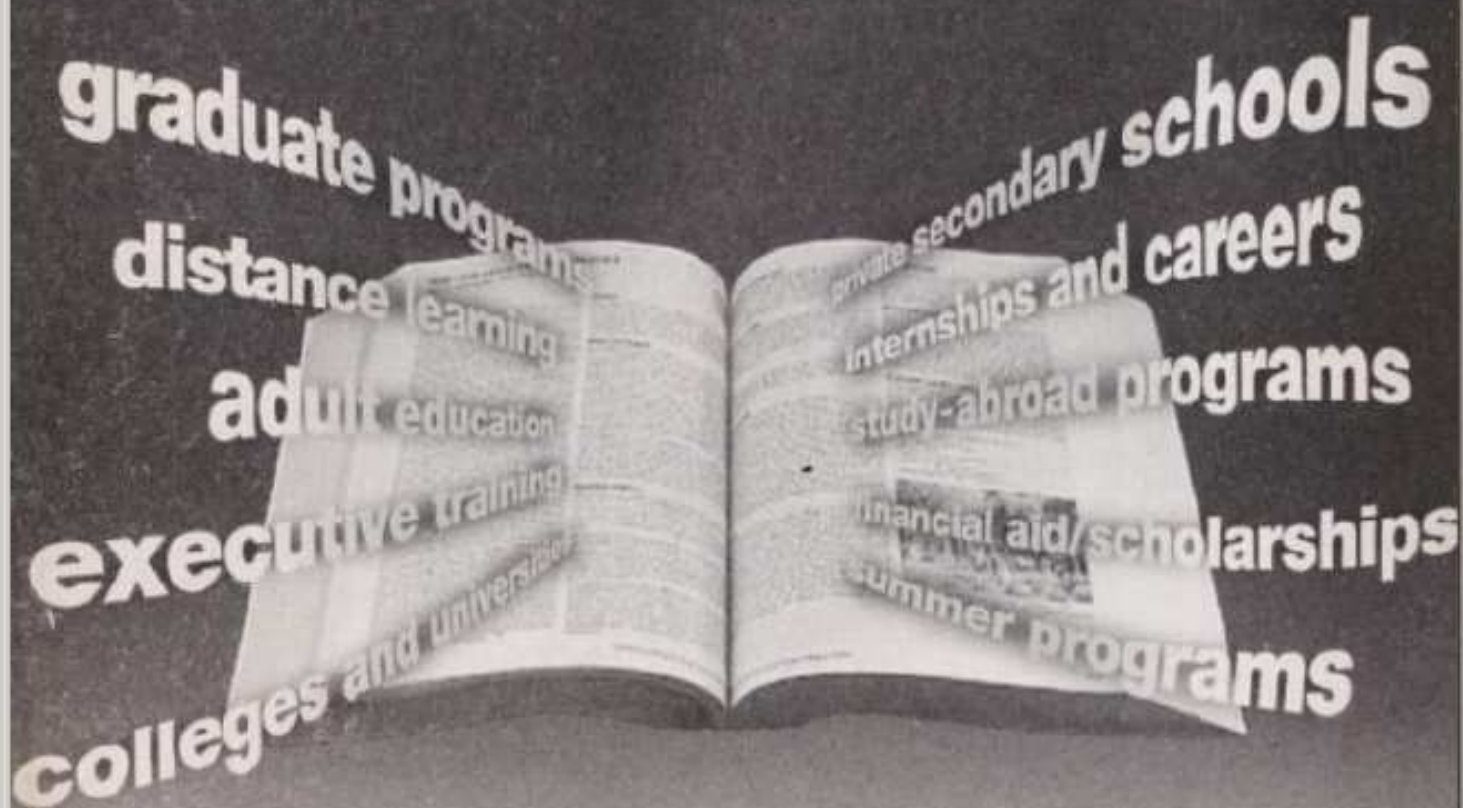 graduate programs
distance learning
adult education
executive training
colleges and universities
private secondary schools
internships and careers
study-abroad programs
financial aid/scholarships
summer programs